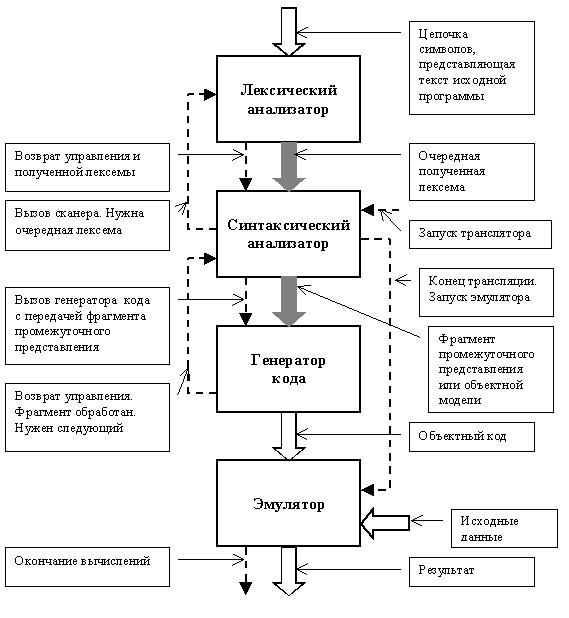 Цепочка
символов,
представляющая
текст исходной
программы
Лексический
анализатор
Возврат управления и
полученной лексемы
Очередная
полученная
лексема
Вызов сканера. Нужна
очередная лексема
Синтаксический
анализатор
Запуск транслятора
Конец трансляции.
Запуск эмулятора
Вызов генератора кода
с передачей фрагмента
промежуточного
представления
Генератор
кода
Фрагмент
промежуточного
представления
или объектной
модели
Возврат управления.
Фрагмент обработан.
Нужен следующий
Объектный код
Эмулятор
Исходные
данные
Окончание вычислений
Результат